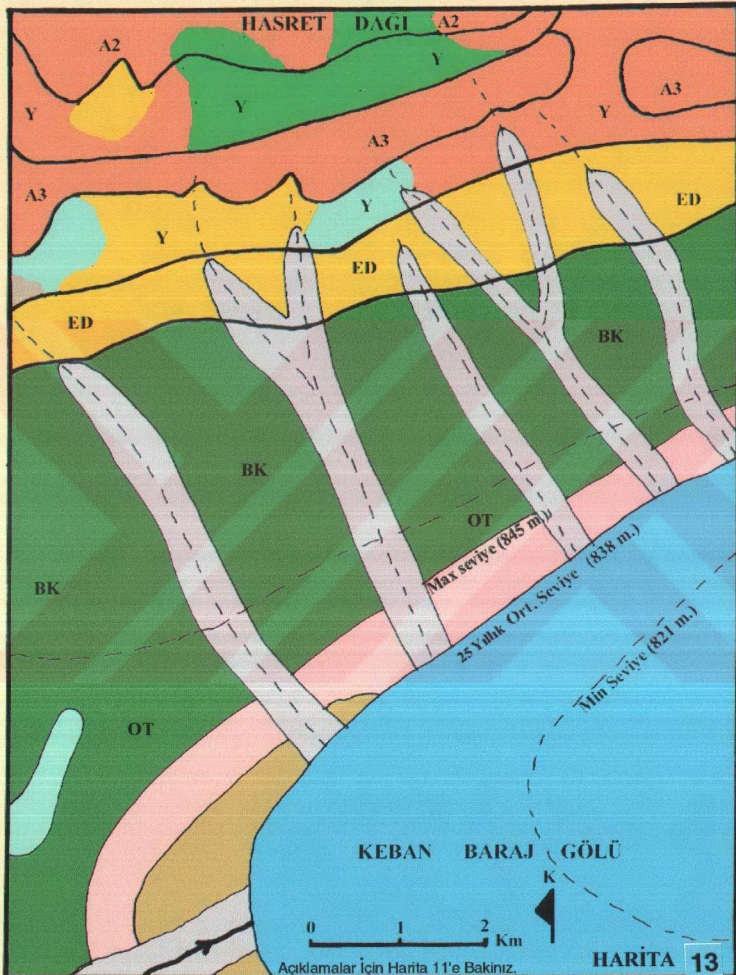 HASRET DAGI
A2
A2
Y
Y
Y
Y
A3
A3
A3
Y
Y
ED
ED
ED
BK
BK
BK
OT
OT
Max seviye (845 m.)
25 Yıllık Ort. Seviye (838 m.)
Min Seviye (821 m.)
KEBAN BARAJ GÖLÜ
K
0 1 2
Km
Açıklamalar İçin Harita 11'e Bakınız.
HARİTA 13